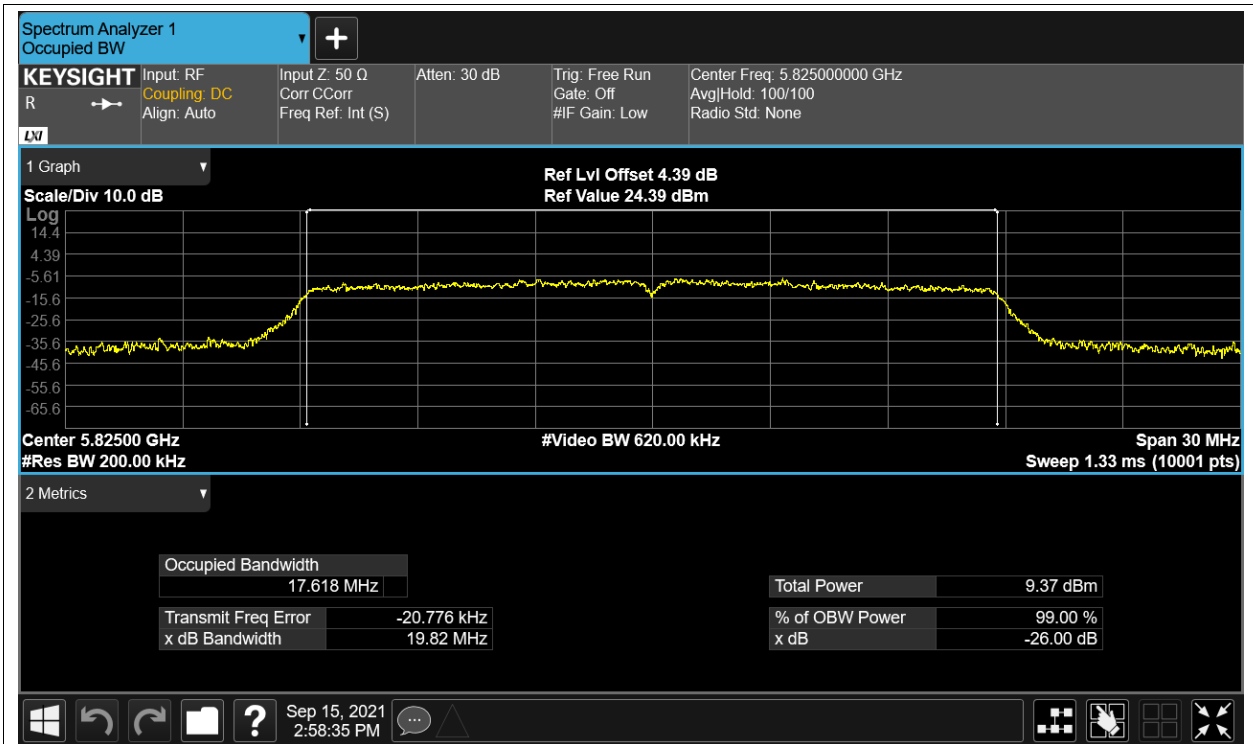 Spectrum Analyzer 1
Occupied BW
KEYSIGHT
R
LXI
Input: RF
Coupling: DC
Align: Auto
Input Z: 50 Ω
Corr CCorr
Freq Ref: Int (S)
Atten: 30 dB
Trig: Free Run
Gate: Off
#IF Gain: Low
Center Freq: 5.825000000 GHz
Avg|Hold: 100/100
Radio Std: None
1 Graph
Scale/Div 10.0 dB
Ref Lvl Offset 4.39 dB
Ref Value 24.39 dBm
Log
14.4
4.39
-5.61
-15.6
-25.6
-35.6
-45.6
-55.6
-65.6
Center 5.82500 GHz
#Video BW 620.00 kHz
Span 30 MHz
#Res BW 200.00 kHz
Sweep 1.33 ms (10001 pts)
2 Metrics
Occupied Bandwidth
17.618 MHz
Total Power 9.37 dBm
Transmit Freq Error -20.776 kHz
% of OBW Power 99.00 %
x dB Bandwidth 19.82 MHz
x dB -26.00 dB
?
Sep 15, 2021
2:58:35 PM